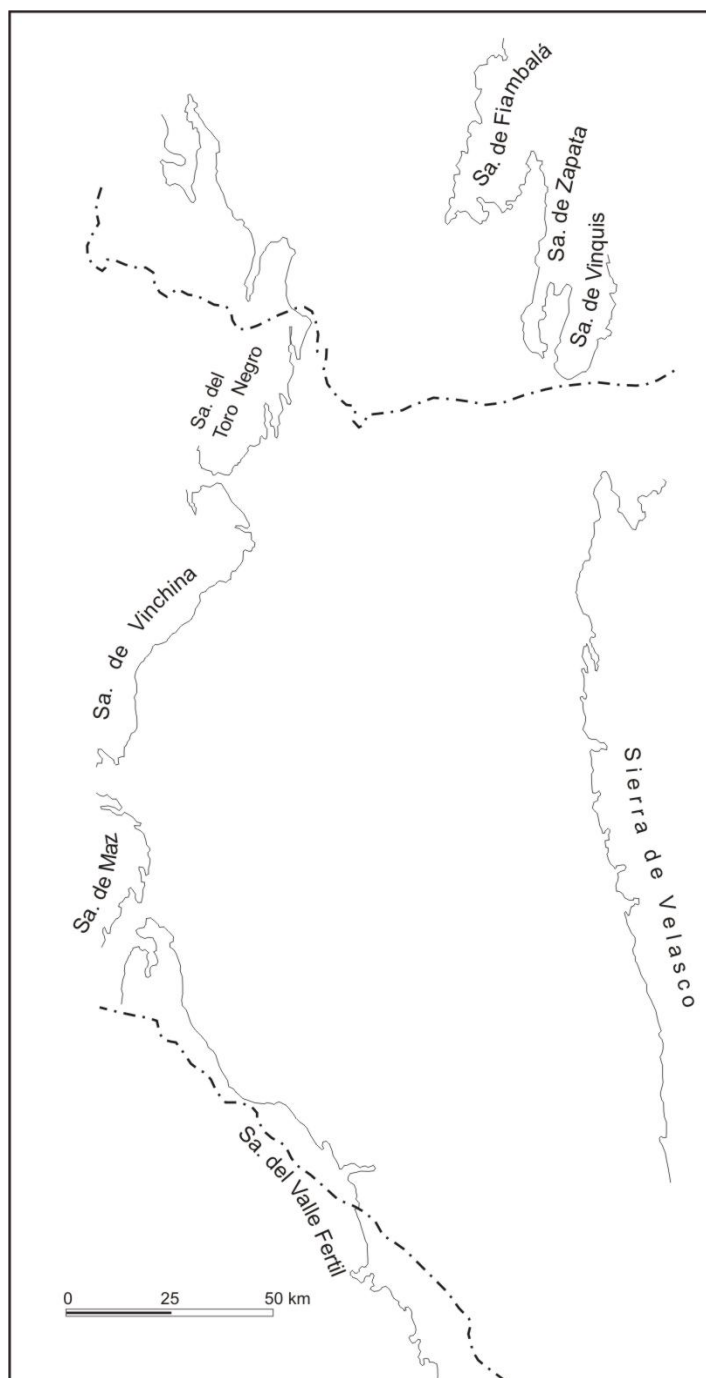 Sa. de Fiambalá
Sa. de Zapata
Sa. de Vinquis
Sa. del
Toro Negro
Sa. de Vinchina
Sierra de Velasco
Sa. de Maz
Sa. del Valle Fertil
0 25 50 km